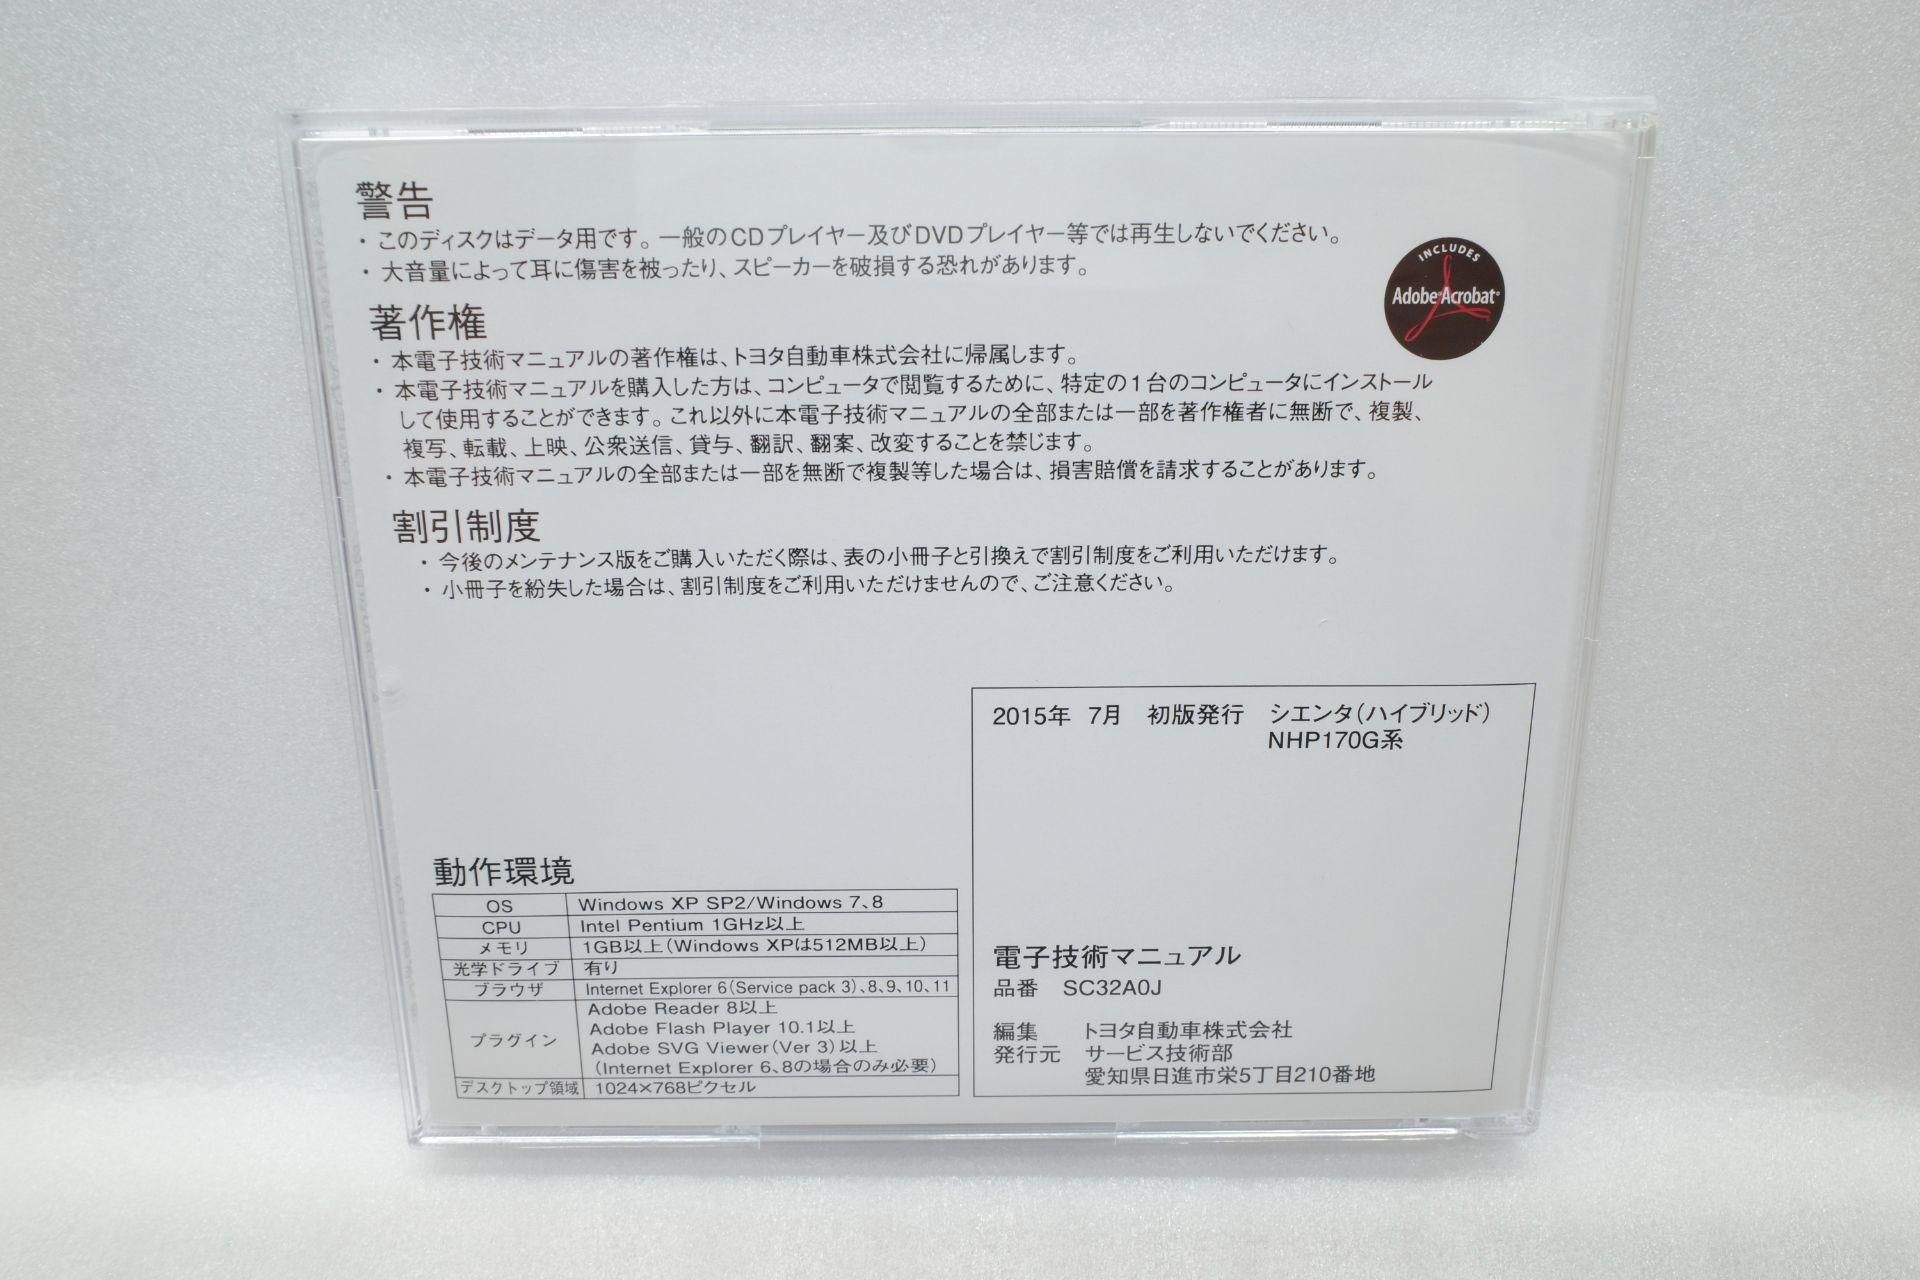 警告
・このディスクはデータ用です。一般のCDプレイヤー及びDVDプレイヤー等では再生しないでください。
・大音量によって耳に傷害を被ったり、スピーカーを破損する恐れがあります。
INCLUDES
Adobe Acrobat
著作権
・本電子技術マニュアルの著作権は、トヨタ自動車株式会社に帰属します。
・本電子技術マニュアルを購入した方は、コンピュータで閲覧するために、特定の1台のコンピュータにインストール
して使用することができます。これ以外に本電子技術マニュアルの全部または一部を著作権者に無断で、複製、
複写、転載、上映、公衆送信、貸与、翻訳、翻案、改変することを禁じます。
・本電子技術マニュアルの全部または一部を無断で複製等した場合は、損害賠償を請求することがあります。
割引制度
・今後のメンテナンス版をご購入いただく際は、表の小冊子と引換えで割引制度をご利用いただけます。
・小冊子を紛失した場合は、割引制度をご利用いただけませんので、ご注意ください。
動作環境
OS Windows XP SP2/Windows 7、8
CPU Intel Pentium 1GHz以上
メモリ 1GB以上(Windows XPは512MB以上)
光学ドライブ 有り
ブラウザ Internet Explorer 6(Service pack 3)、8、9、10、11
プラグイン Adobe Reader 8以上
Adobe Flash Player 10.1以上
Adobe SVG Viewer(Ver 3)以上
(Internet Explorer 6、8の場合のみ必要)
デスクトップ領域 1024×768ピクセル
2015年 7月 初版発行 シエンタ(ハイブリッド)
NHP170G系
電子技術マニュアル
品番 SC32A0J
編集 トヨタ自動車株式会社
発行元 サービス技術部
愛知県日進市栄5丁目210番地